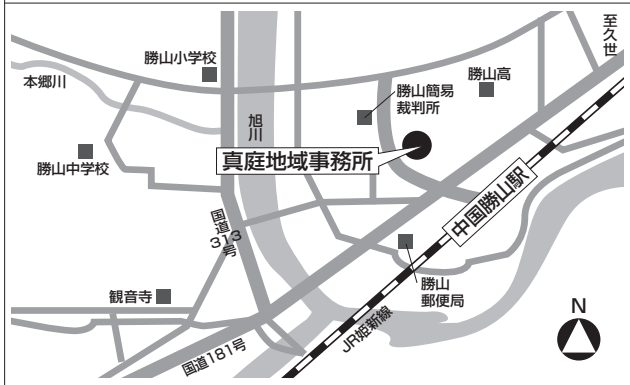 至久世
勝山小学校
勝山高
本郷川
勝山簡易
裁判所
旭川
真庭地域事務所
勝山中学校
中国勝山駅
国道
313
号
勝山
郵便局
観音寺
JR姫新線
国道181号
N